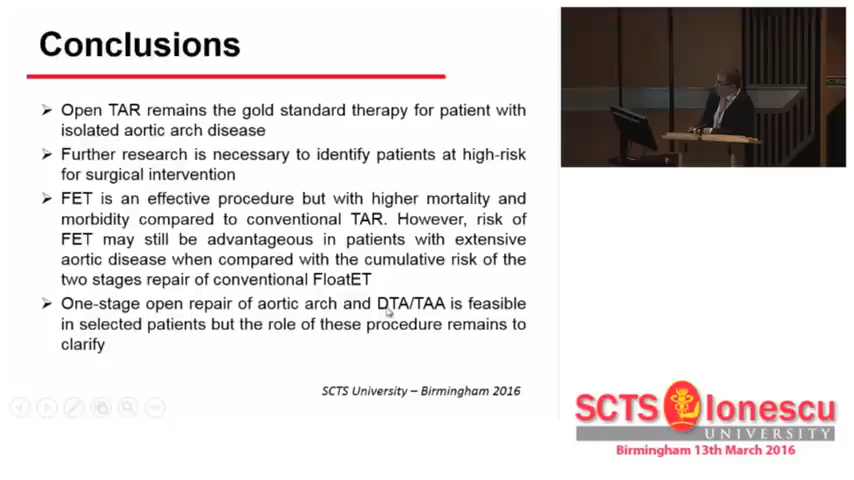 Conclusions
Open TAR remains the gold standard therapy for patient with
isolated aortic arch disease
Further research is necessary to identify patients at high-risk
for surgical intervention
FET is an effective procedure but with higher mortality and
morbidity compared to conventional TAR. However, risk of
FET may still be advantageous in patients with extensive
aortic disease when compared with the cumulative risk of the
two stages repair of conventional FloatET
One-stage open repair of aortic arch and DTA/TAA is feasible
in selected patients but the role of these procedure remains to
clarify
SCTS University – Birmingham 2016
SCTS Ionescu
UNIVERSITY
Birmingham 13th March 2016